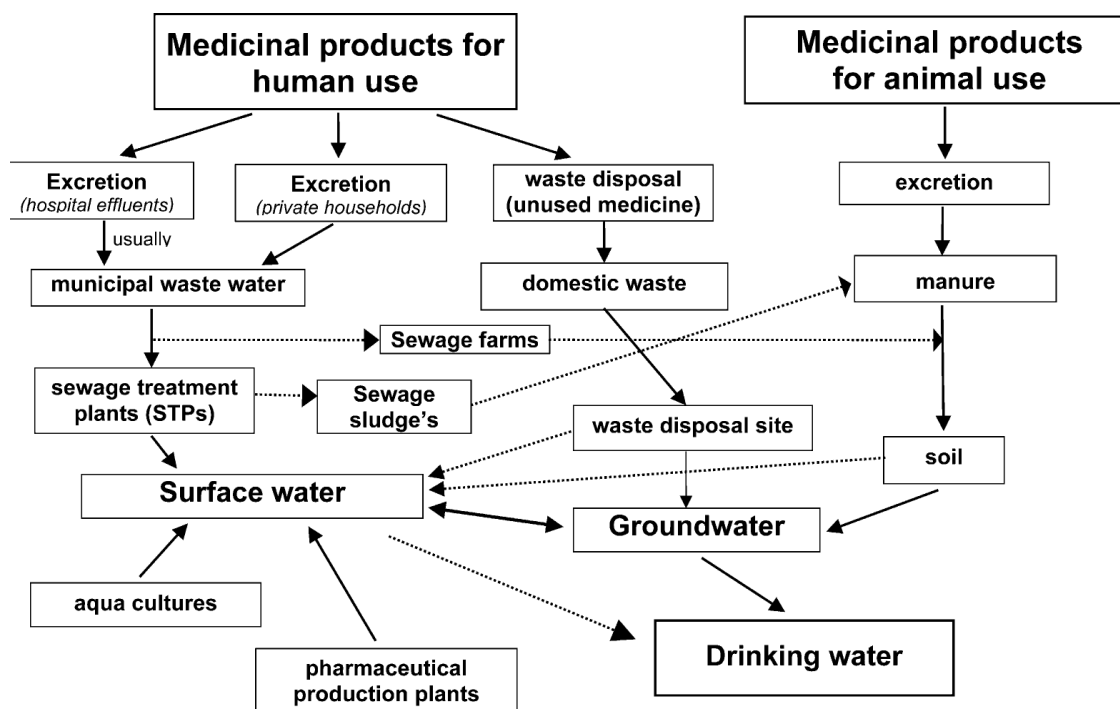 Medicinal products for
human use
Medicinal products
for animal use
Excretion
(hospital effluents)
Excretion
(private households)
waste disposal
(unused medicine)
excretion
usually
municipal waste water
domestic waste
manure
Sewage farms
sewage treatment
plants (STPs)
Sewage
sludge's
waste disposal site
soil
Surface water
Groundwater
aqua cultures
pharmaceutical
production plants
Drinking water